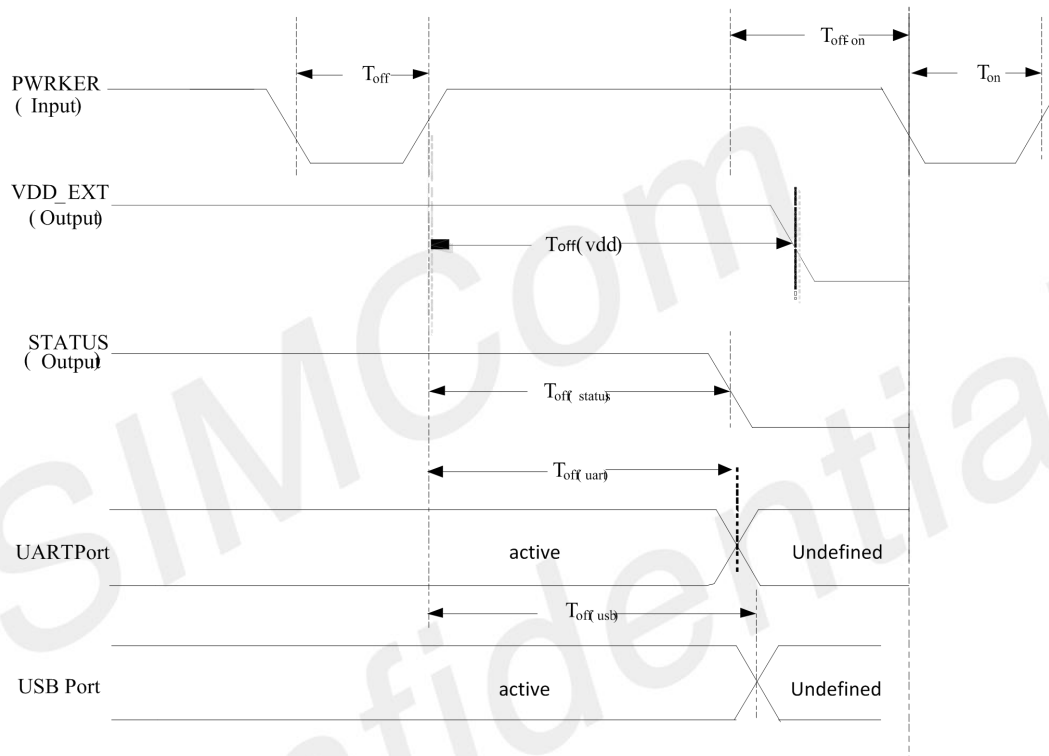 Toff-on
Toff
Ton
PWRKER
( Input)
VDD_EXT
(Output)
Toff(vdd)
STATUS
( Output)
Toff( status)
Toff( uart)
UARTPort
active
Undefined
Toff( usb)
USB Port
active
Undefined
SIMCom
nfidentia